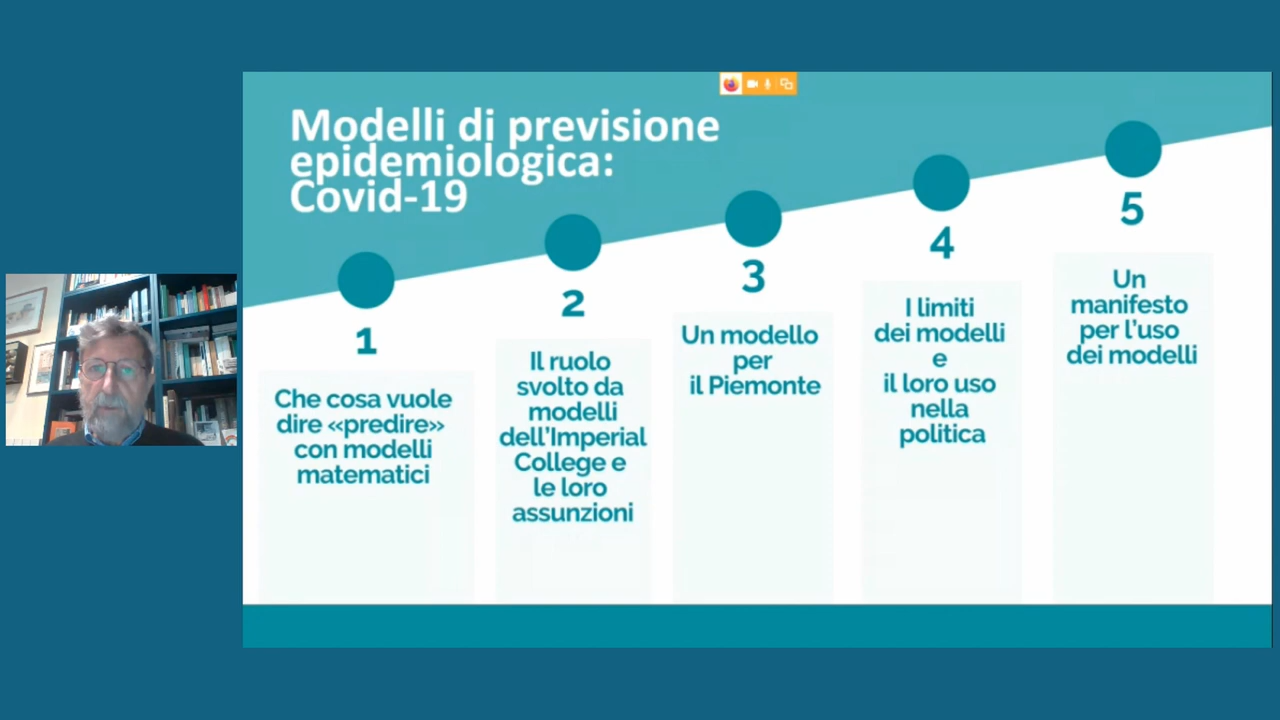 Modelli di previsione
epidemiologica:
Covid-19
1
Che cosa vuole
dire «predire»
con modelli
matematici
2
Il ruolo
svolto da
modelli
dell'Imperial
College e
le loro
assunzioni
3
Un modello
per
il Piemonte
4
I limiti
dei modelli
e
il loro uso
nella
politica
5
Un
manifesto
per l'uso
dei modelli